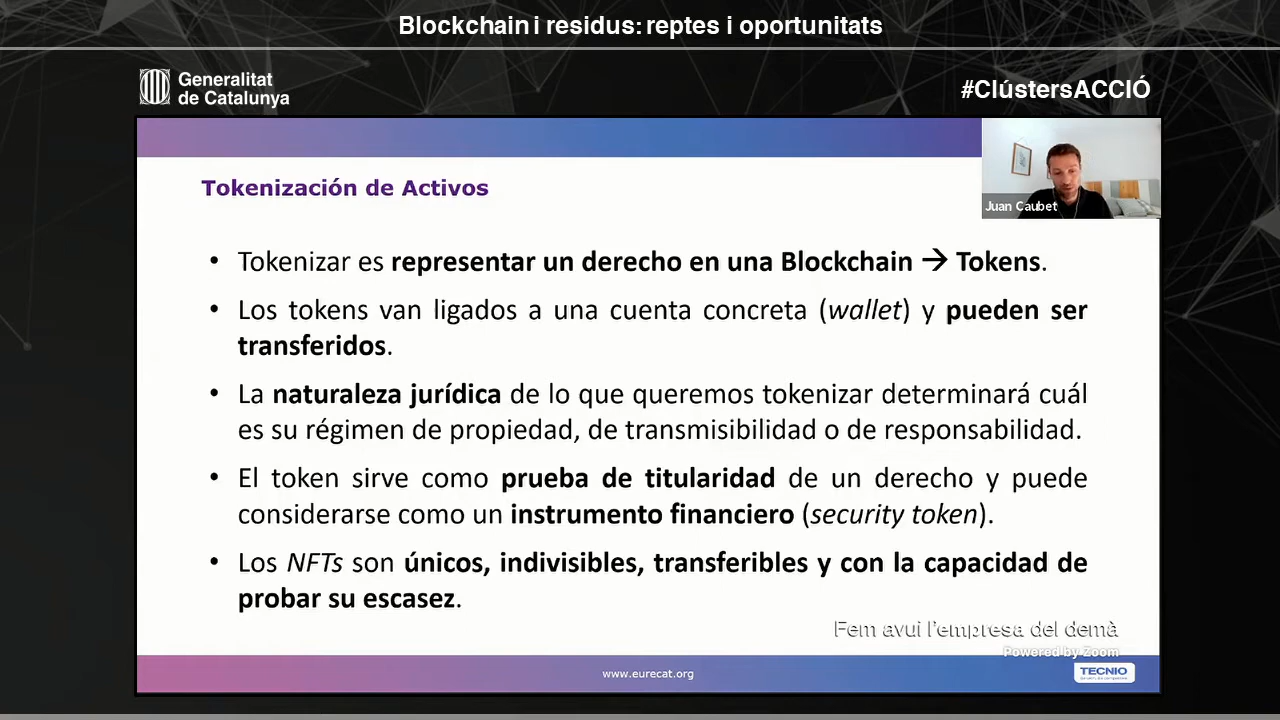 Blockchain i residus: reptes i oportunitats
Generalitat
de Catalunya
#ClústersACCIÓ
Juan Caubet
Tokenización de Activos
• Tokenizar es representar un derecho en una Blockchain → Tokens.
• Los tokens van ligados a una cuenta concreta (wallet) y pueden ser
transferidos.
• La naturaleza jurídica de lo que queremos tokenizar determinará cuál
es su régimen de propiedad, de transmisibilidad o de responsabilidad.
• El token sirve como prueba de titularidad de un derecho y puede
considerarse como un instrumento financiero (security token).
• Los NFTs son únicos, indivisibles, transferibles y con la capacidad de
probar su escasez.
Fem avui l'empresa del demà
Powered by Zoom
www.eurecat.org
TECNIO